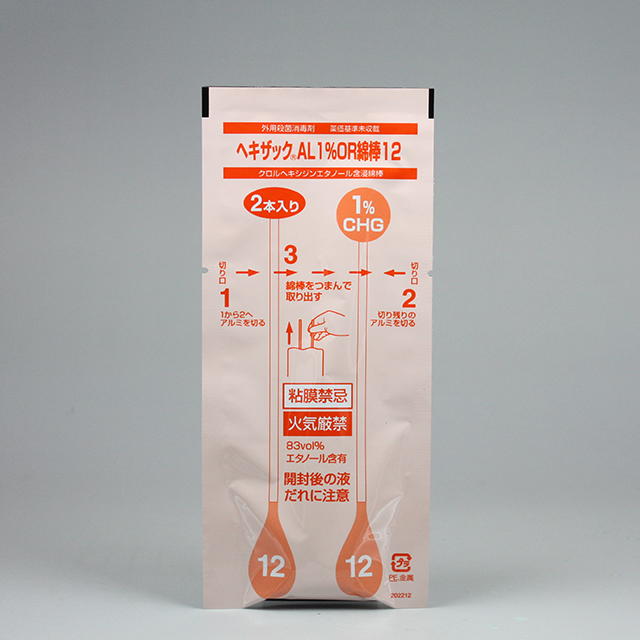 外用殺菌消毒剤 薬価基準未収載
ヘキザック®AL1%OR綿棒12
クロルヘキシジンエタノール含浸綿棒
2本入り
1%
CHG
切り口
1
1から2へ
アルミを切る
3
綿棒をつまんで
取り出す
切り口
2
切り残りの
アルミを切る
粘膜禁忌
火気厳禁
83vol%
エタノール含有
開封後の液
だれに注意
12
12
プラ
PE,金属
202212